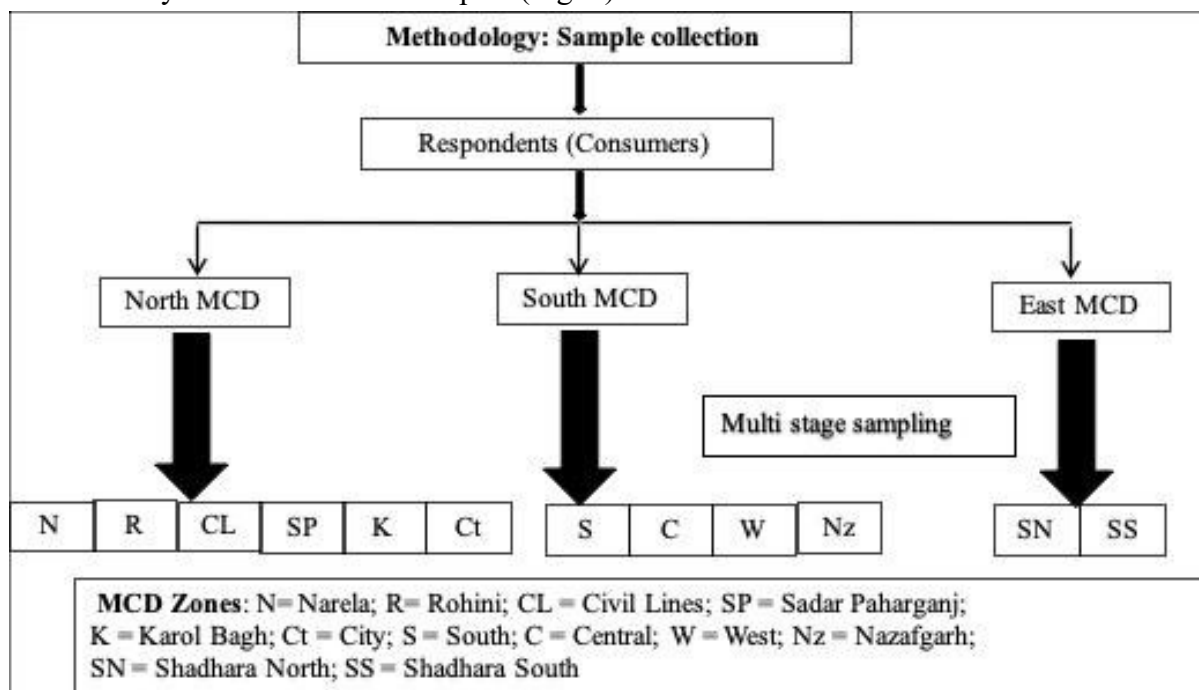 Methodology: Sample collection
Respondents (Consumers)
North MCD
South MCD
East MCD
Multi stage sampling
N R CL SP K Ct S C W Nz SN SS
MCD Zones: N= Narela; R= Rohini; CL = Civil Lines; SP = Sadar Paharganj;
K = Karol Bagh; Ct = City; S = South; C = Central; W = West; Nz = Nazafgarh;
SN = Shadhara North; SS = Shadhara South